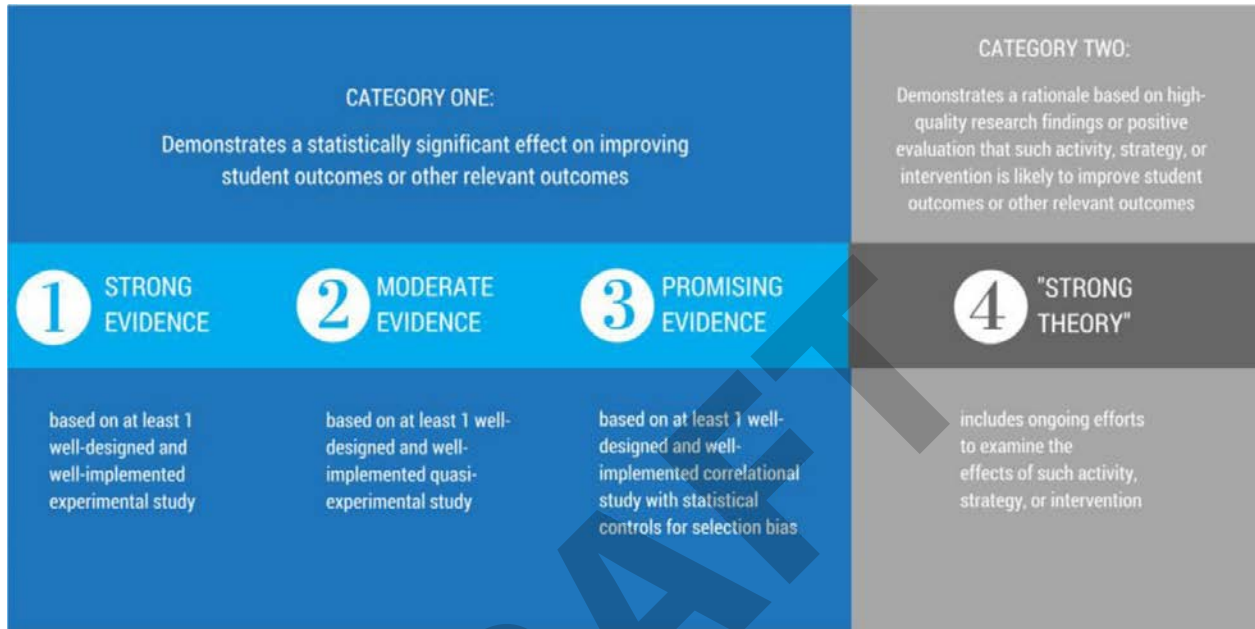 CATEGORY ONE:
Demonstrates a statistically significant effect on improving
student outcomes or other relevant outcomes
CATEGORY TWO:
Demonstrates a rationale based on high-
quality research findings or positive
evaluation that such activity, strategy, or
intervention is likely to improve student
outcomes or other relevant outcomes
1 STRONG
EVIDENCE
2 MODERATE
EVIDENCE
3 PROMISING
EVIDENCE
4 "STRONG
THEORY"
based on at least 1
well-designed and
well-implemented
experimental study
based on at least 1 well-
designed and well-
implemented quasi-
experimental study
based on at least 1 well-
designed and well-
implemented correlational
study with statistical
controls for selection bias
includes ongoing efforts
to examine the
effects of such activity,
strategy, or intervention